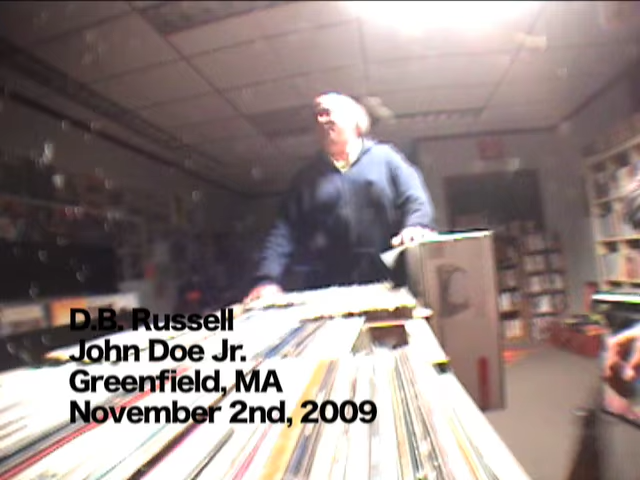 D.B. Russell
John Doe Jr.
Greenfield, MA
November 2nd, 2009